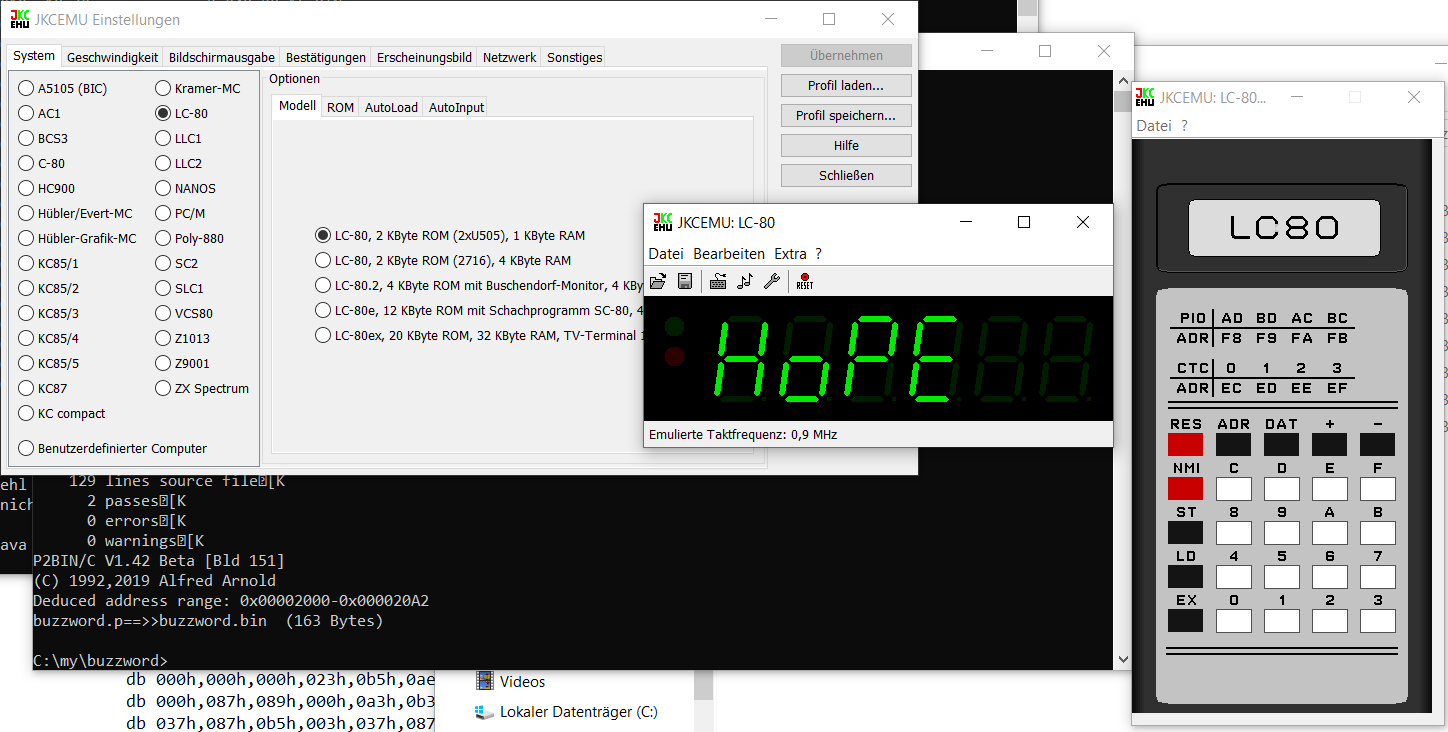 JKCEMU Einstellungen
System Geschwindigkeit Bildschirmausgabe Bestätigungen Erscheinungsbild Netzwerk Sonstiges
A5105 (BIC)
AC1
BCS3
C-80
HC900
Hübler/Evert-MC
Hübler-Grafik-MC
KC85/1
KC85/2
KC85/3
KC85/4
KC85/5
KC87
KC compact
Benutzerdefinierter Computer
Kramer-MC
LC-80
LLC1
LLC2
NANOS
PC/M
Poly-880
SC2
SLC1
VCS80
Z1013
Z9001
ZX Spectrum
Optionen
Modell ROM AutoLoad AutoInput
LC-80, 2 KByte ROM (2xU505), 1 KByte RAM
LC-80, 2 KByte ROM (2716), 4 KByte RAM
LC-80.2, 4 KByte ROM mit Buschendorf-Monitor, 4 KBy
LC-80e, 12 KByte ROM mit Schachprogramm SC-80, 4
LC-80ex, 20 KByte ROM, 32 KByte RAM, TV-Terminal 1
Übernehmen
Profil laden...
Profil speichern...
Hilfe
Schließen
JKCEMU: LC-80
Datei Bearbeiten Extra ?
RESET
HoPE
Emulierte Taktfrequenz: 0,9 MHz
JKCEMU: LC-80...
Datei ?
LC80
PIO AD BD AC BC
ADR F8 F9 FA FB
CTC 0 1 2 3
ADR EC ED EE EF
RES ADR DAT + -
NMI C D E F
ST 8 9 A B
LD 4 5 6 7
EX 0 1 2 3
ehl
nich
ava
129 lines source file[K
2 passes[K
0 errors[K
0 warnings[K
P2BIN/C V1.42 Beta [Bld 151]
(C) 1992,2019 Alfred Arnold
Deduced address range: 0x00002000-0x000020A2
buzzword.p==>>buzzword.bin (163 Bytes)
C:\my\buzzword>
db 000h,000h,000h,023h,0b5h,0ae
db 000h,087h,089h,000h,0a3h,0b3
db 037h,087h,0b5h,003h,037h,087
Videos
Lokaler Datenträger (C:)